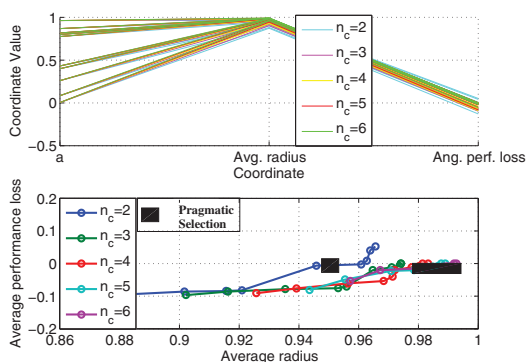 Coordinate Value
1
0.5
0
−0.5
a
Avg. radius
Ang. perf. loss
Coordinate
n_c=2
n_c=3
n_c=4
n_c=5
n_c=6
Average performance loss
0.2
0.1
0
−0.1
−0.2
n_c=2
n_c=3
n_c=4
n_c=5
n_c=6
Pragmatic
Selection
0.86
0.88
0.9
0.92
0.94
0.96
0.98
1
Average radius